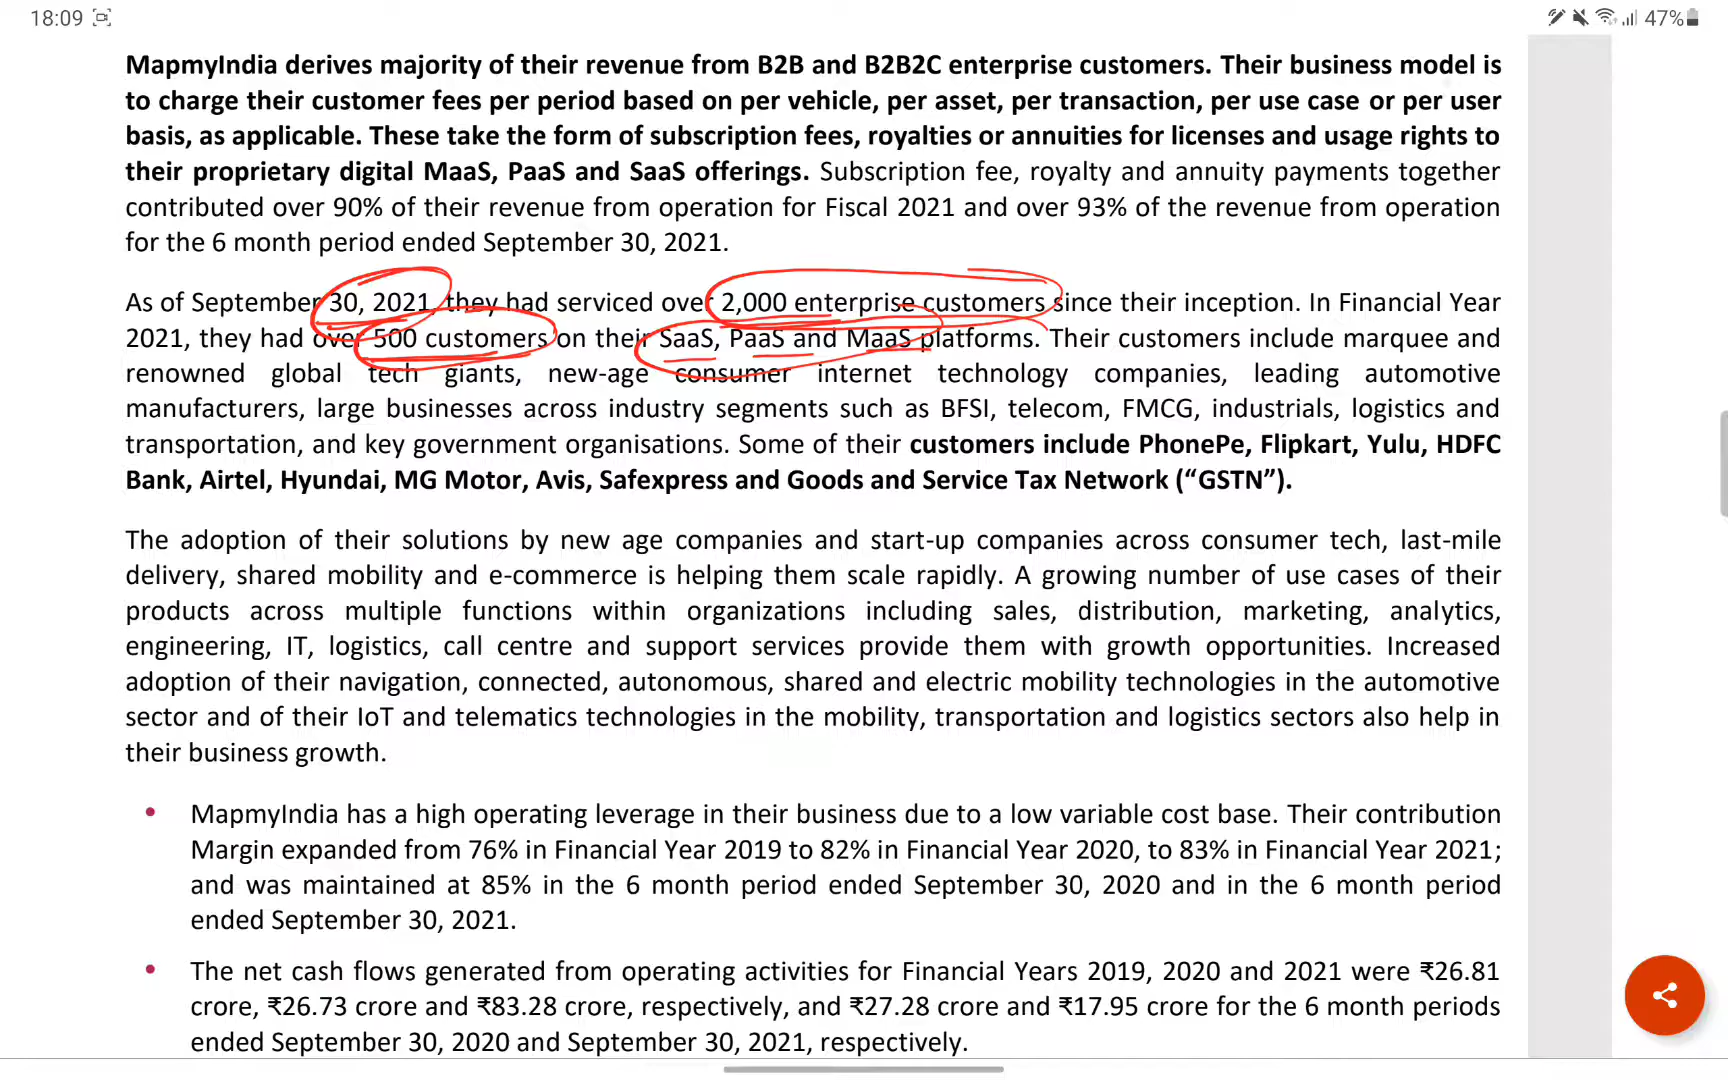 18:09
47%
MapmyIndia derives majority of their revenue from B2B and B2B2C enterprise customers. Their business model is
to charge their customer fees per period based on per vehicle, per asset, per transaction, per use case or per user
basis, as applicable. These take the form of subscription fees, royalties or annuities for licenses and usage rights to
their proprietary digital MaaS, PaaS and SaaS offerings. Subscription fee, royalty and annuity payments together
contributed over 90% of their revenue from operation for Fiscal 2021 and over 93% of the revenue from operation
for the 6 month period ended September 30, 2021.
As of September 30, 2021, they had serviced over 2,000 enterprise customers since their inception. In Financial Year
2021, they had over 500 customers on their SaaS, PaaS and MaaS platforms. Their customers include marquee and
renowned global tech giants, new-age consumer internet technology companies, leading automotive
manufacturers, large businesses across industry segments such as BFSI, telecom, FMCG, industrials, logistics and
transportation, and key government organisations. Some of their customers include PhonePe, Flipkart, Yulu, HDFC
Bank, Airtel, Hyundai, MG Motor, Avis, Safexpress and Goods and Service Tax Network (“GSTN”).
The adoption of their solutions by new age companies and start-up companies across consumer tech, last-mile
delivery, shared mobility and e-commerce is helping them scale rapidly. A growing number of use cases of their
products across multiple functions within organizations including sales, distribution, marketing, analytics,
engineering, IT, logistics, call centre and support services provide them with growth opportunities. Increased
adoption of their navigation, connected, autonomous, shared and electric mobility technologies in the automotive
sector and of their IoT and telematics technologies in the mobility, transportation and logistics sectors also help in
their business growth.
• MapmyIndia has a high operating leverage in their business due to a low variable cost base. Their contribution
Margin expanded from 76% in Financial Year 2019 to 82% in Financial Year 2020, to 83% in Financial Year 2021;
and was maintained at 85% in the 6 month period ended September 30, 2020 and in the 6 month period
ended September 30, 2021.
• The net cash flows generated from operating activities for Financial Years 2019, 2020 and 2021 were ₹26.81
crore, ₹26.73 crore and ₹83.28 crore, respectively, and ₹27.28 crore and ₹17.95 crore for the 6 month periods
ended September 30, 2020 and September 30, 2021, respectively.